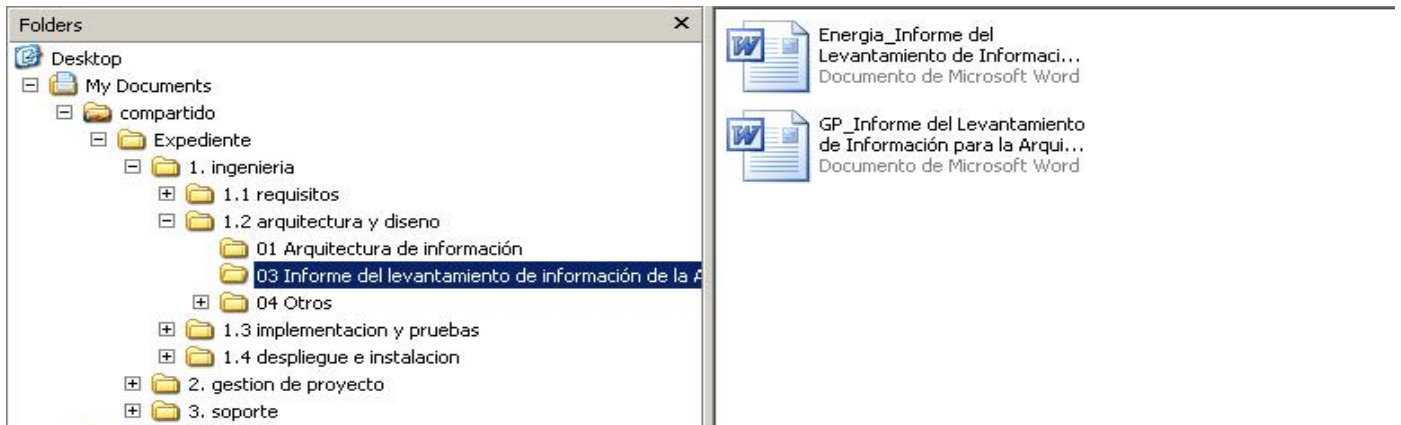 Folders
Desktop
My Documents
compartido
Expediente
1. ingenieria
1.1 requisitos
1.2 arquitectura y diseno
01 Arquitectura de información
03 Informe del levantamiento de información de la A
04 Otros
1.3 implementacion y pruebas
1.4 despliegue e instalacion
2. gestion de proyecto
3. soporte
Energia_Informe del
Levantamiento de Informaci...
Documento de Microsoft Word
GP_Informe del Levantamiento
de Información para la Arqui...
Documento de Microsoft Word